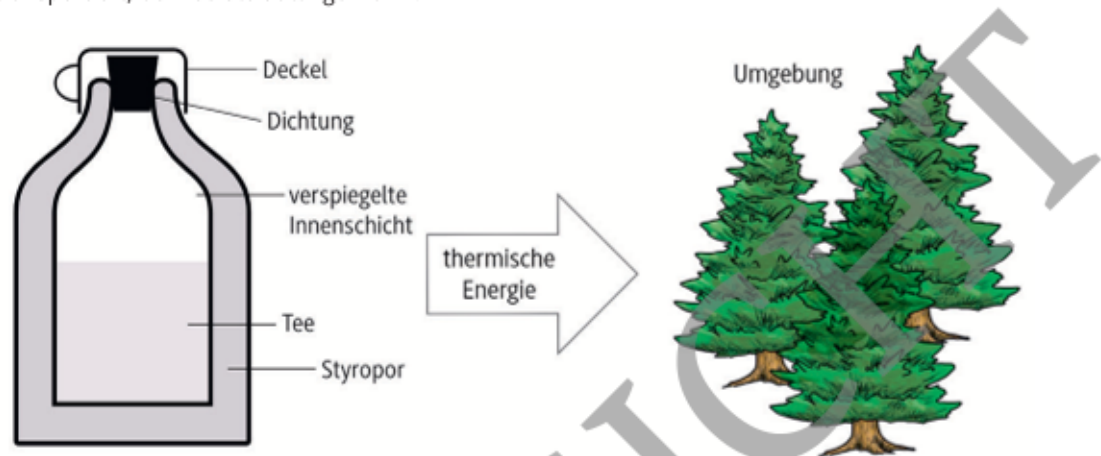 Deckel
Dichtung
verspiegelte
Innenschicht
Tee
Styropor
thermische
Energie
Umgebung